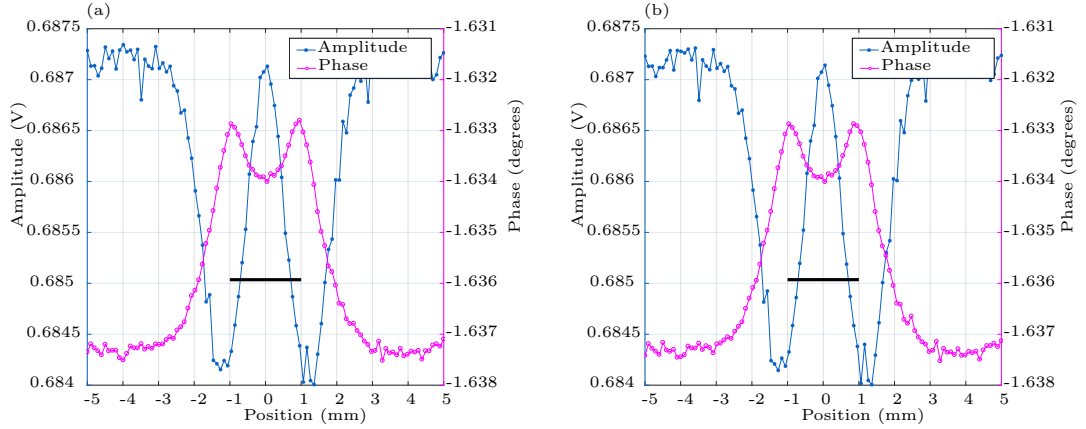 (a)
0.6875
0.687
0.6865
0.686
0.6855
0.685
0.6845
0.684
Amplitude (V)
-5 -4 -3 -2 -1 0 1 2 3 4 5
Position (mm)
-1.631
-1.632
-1.633
-1.634
-1.635
-1.636
-1.637
-1.638
Phase (degrees)
Amplitude
Phase
(b)
0.6875
0.687
0.6865
0.686
0.6855
0.685
0.6845
0.684
Amplitude (V)
-5 -4 -3 -2 -1 0 1 2 3 4 5
Position (mm)
-1.631
-1.632
-1.633
-1.634
-1.635
-1.636
-1.637
-1.638
Phase (degrees)
Amplitude
Phase